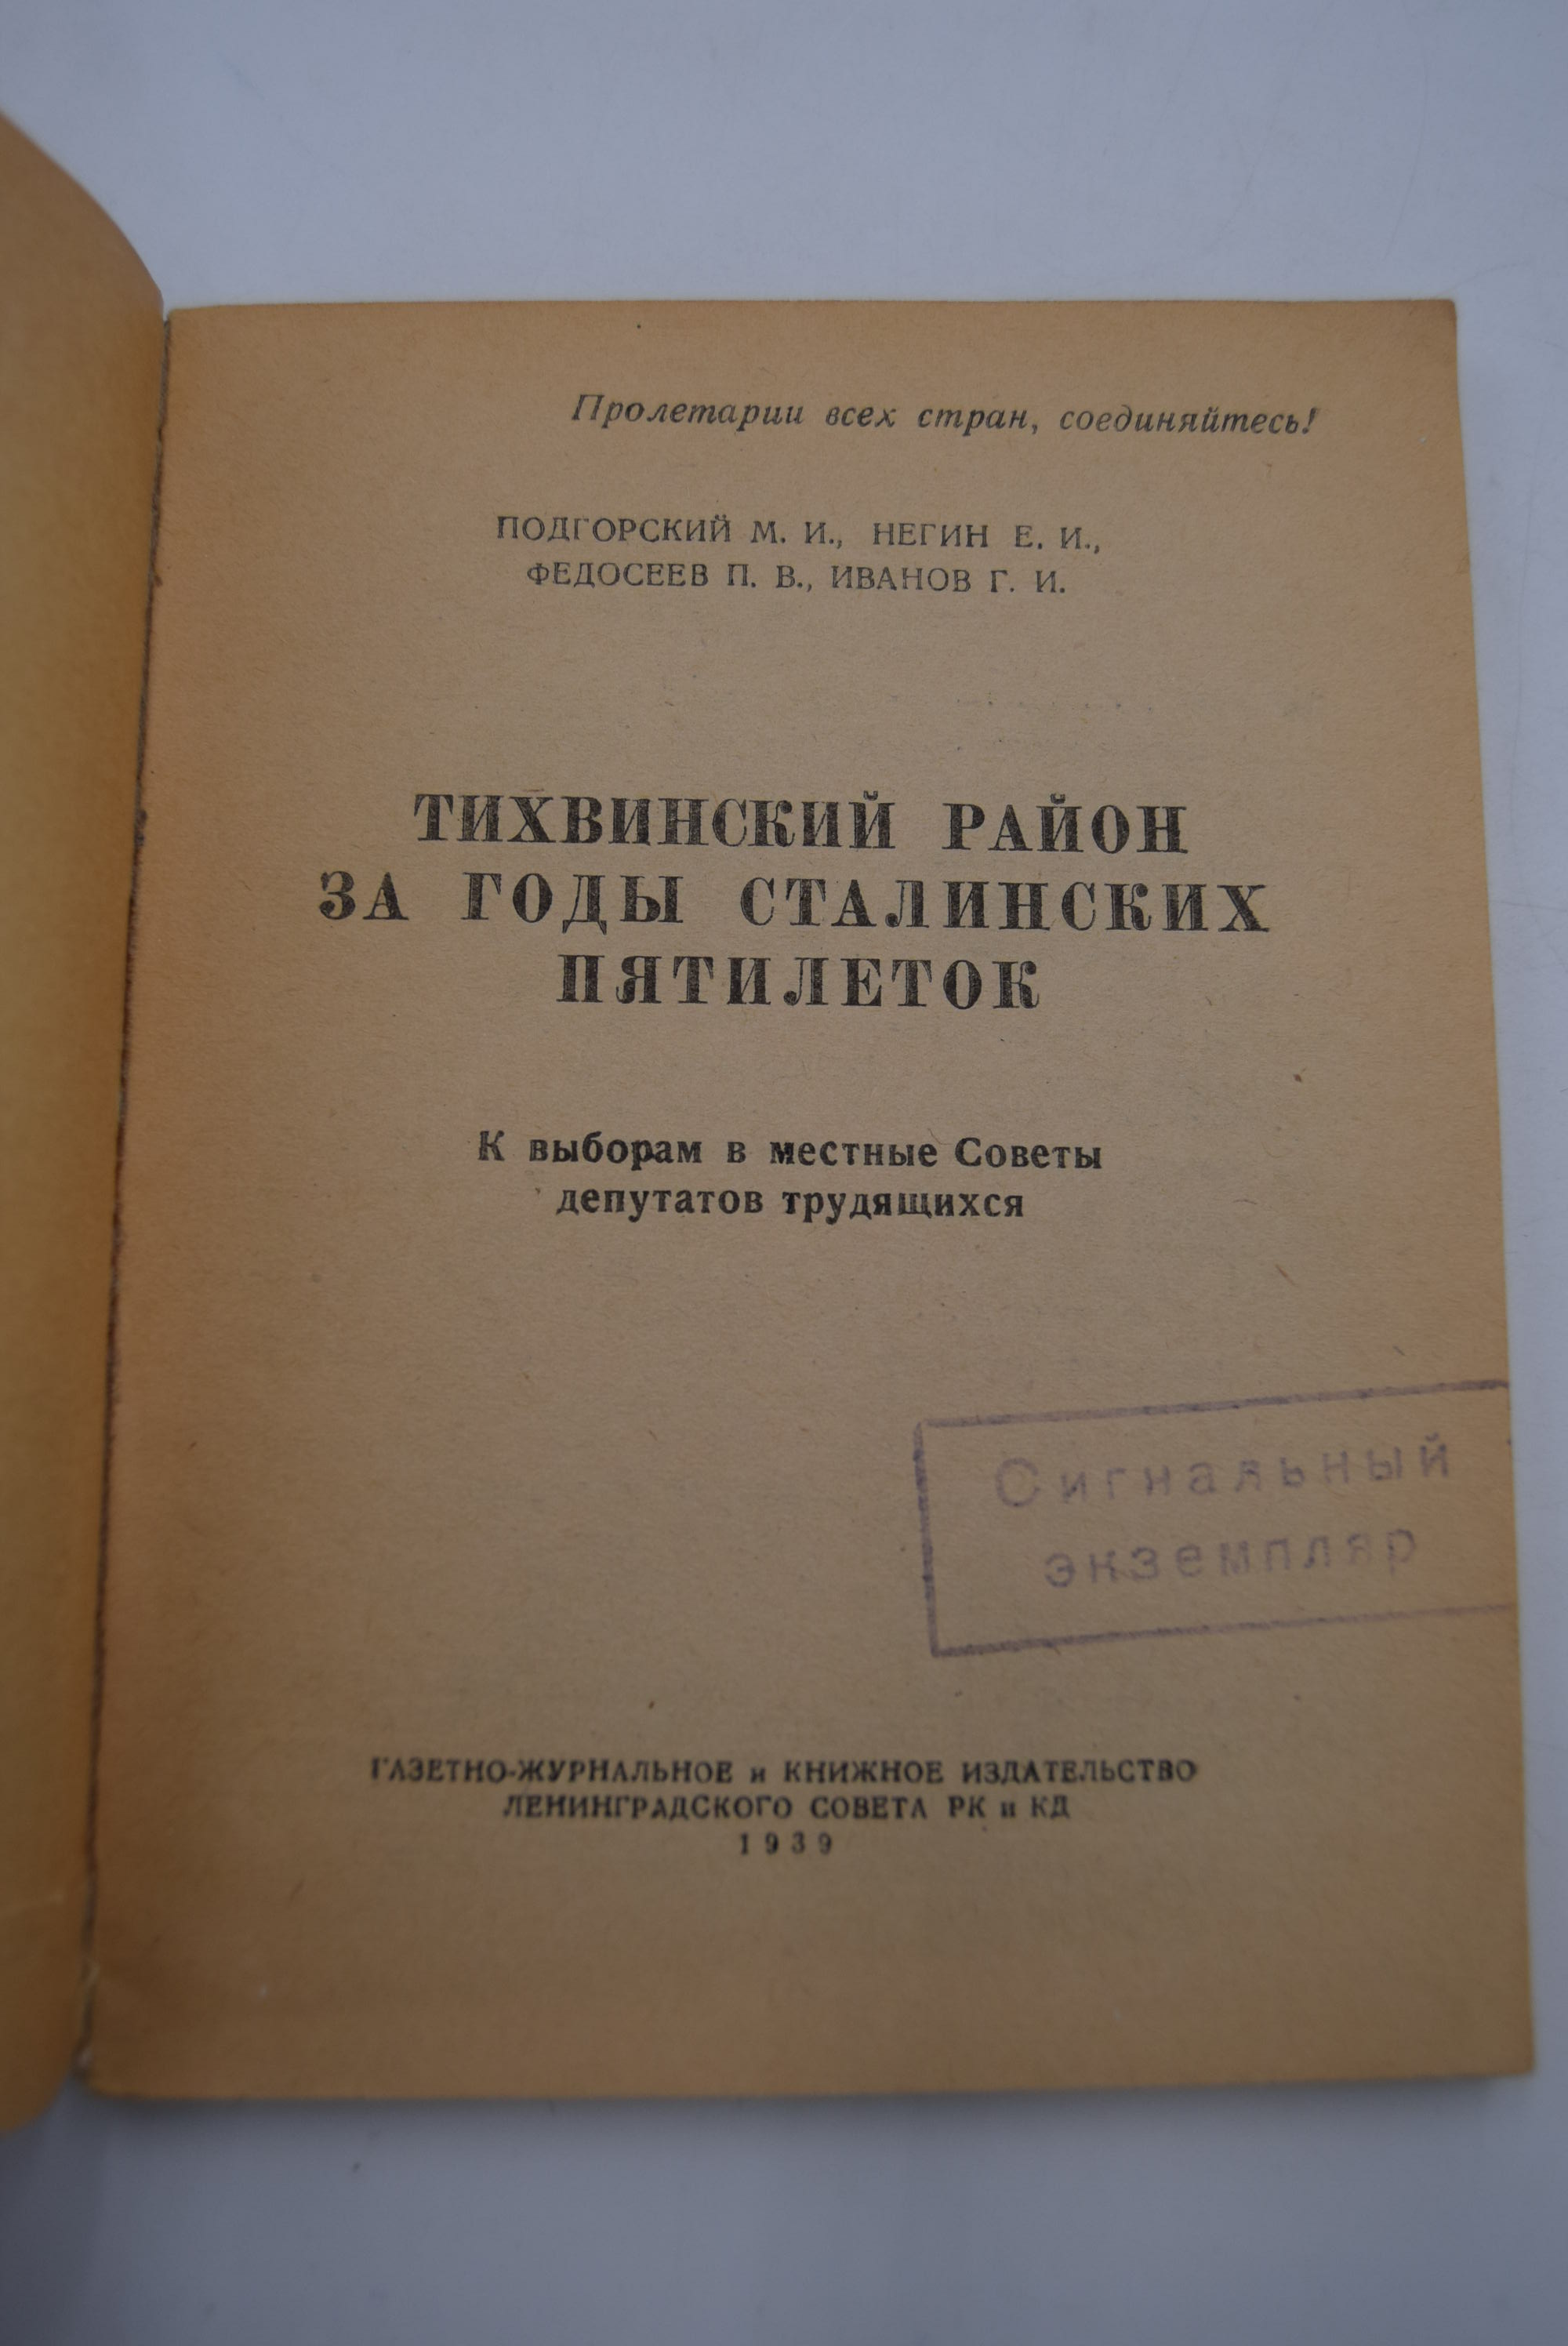 Пролетарии всех стран, соединяйтесь!
ПОДГОРСКИЙ М. И., НЕГИН Е. И.,
ФЕДОСЕЕВ П. В., ИВАНОВ Г. И.
ТИХВИНСКИЙ РАЙОН
ЗА ГОДЫ СТАЛИНСКИХ
ПЯТИЛЕТОК
К выборам в местные Советы
депутатов трудящихся
Сигнальный
экземпляр
ГАЗЕТНО-ЖУРНАЛЬНОЕ и КНИЖНОЕ ИЗДАТЕЛЬСТВО
ЛЕНИНГРАДСКОГО СОВЕТА РК и КД
1939